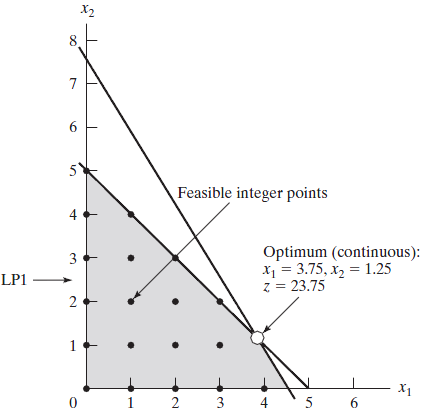 x₂
8
7
6
5
Feasible integer points
4
3
Optimum (continuous):
x₁ = 3.75, x₂ = 1.25
LP1
z = 23.75
2
1
x₁
0 1 2 3 4 5 6